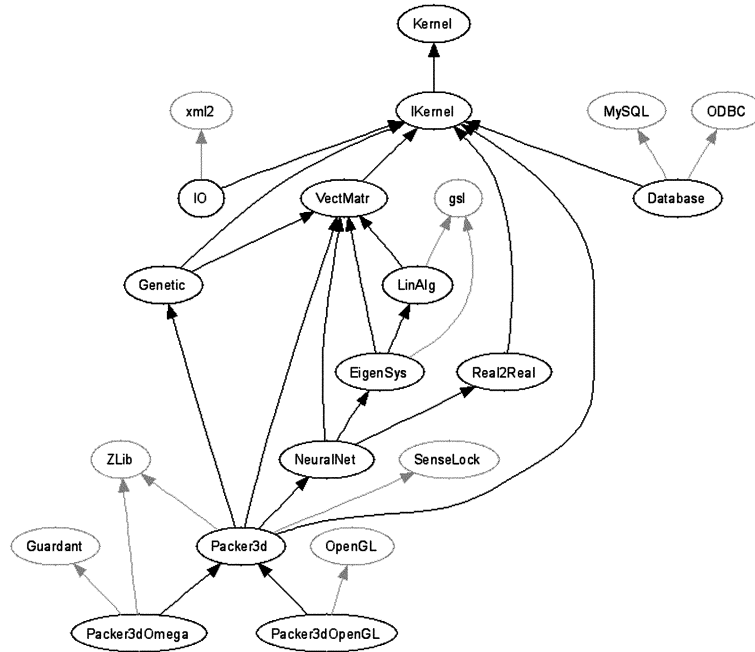 Kernel
xml2
IKernel
MySQL
ODBC
IO
VectMatr
gsl
Database
Genetic
LinAlg
EigenSys
Real2Real
ZLib
NeuralNet
SenseLock
Guardant
Packer3d
OpenGL
Packer3dOmega
Packer3dOpenGL